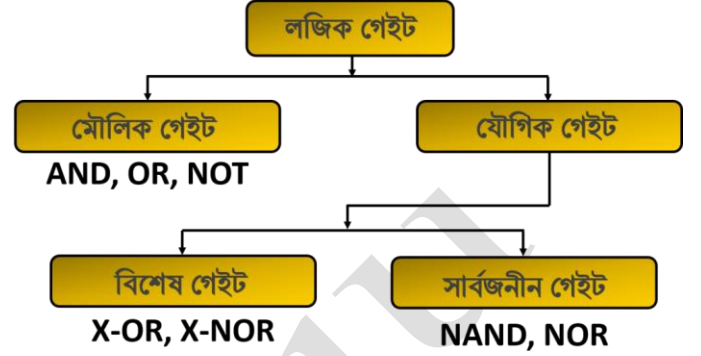 লজিক গেইট
মৌলিক গেইট
যৌগিক গেইট
AND, OR, NOT
বিশেষ গেইট
সার্বজনীন গেইট
X-OR, X-NOR
NAND, NOR